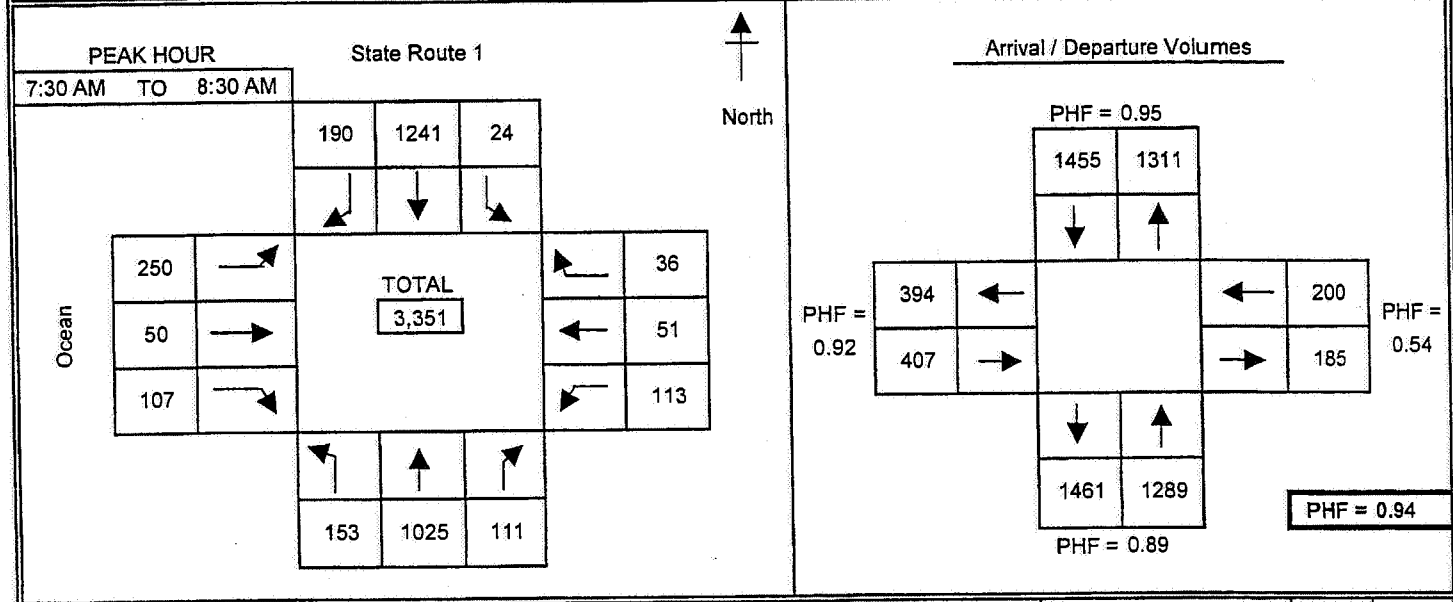 PEAK HOUR
State Route 1
7:30 AM TO 8:30 AM
North
190 1241 24
250
50
107
Ocean
TOTAL
3,351
36
51
113
153 1025 111
Arrival / Departure Volumes
PHF = 0.95
1455 1311
PHF =
0.92
394
407
200
185
PHF =
0.54
1461 1289
PHF = 0.89
PHF = 0.94